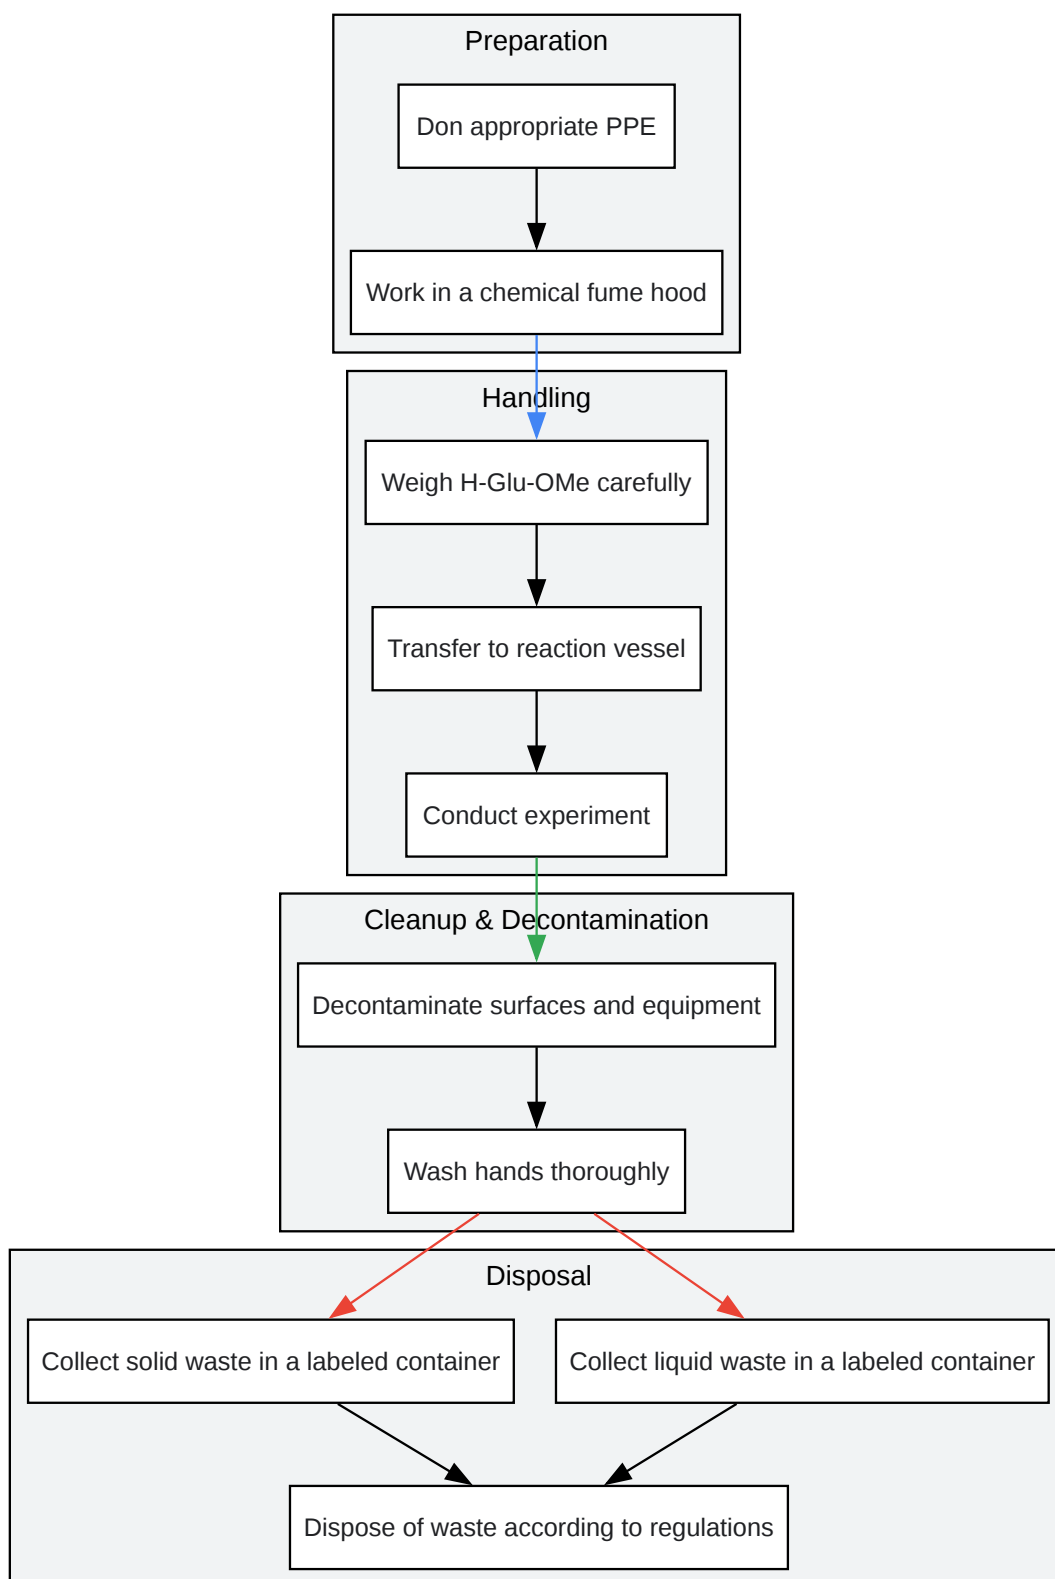 Preparation
Don appropriate PPE
Work in a chemical fume hood
Handling
Weigh H-Glu-OMe carefully
Transfer to reaction vessel
Conduct experiment
Cleanup & Decontamination
Decontaminate surfaces and equipment
Wash hands thoroughly
Disposal
Collect solid waste in a labeled container
Collect liquid waste in a labeled container
Dispose of waste according to regulations